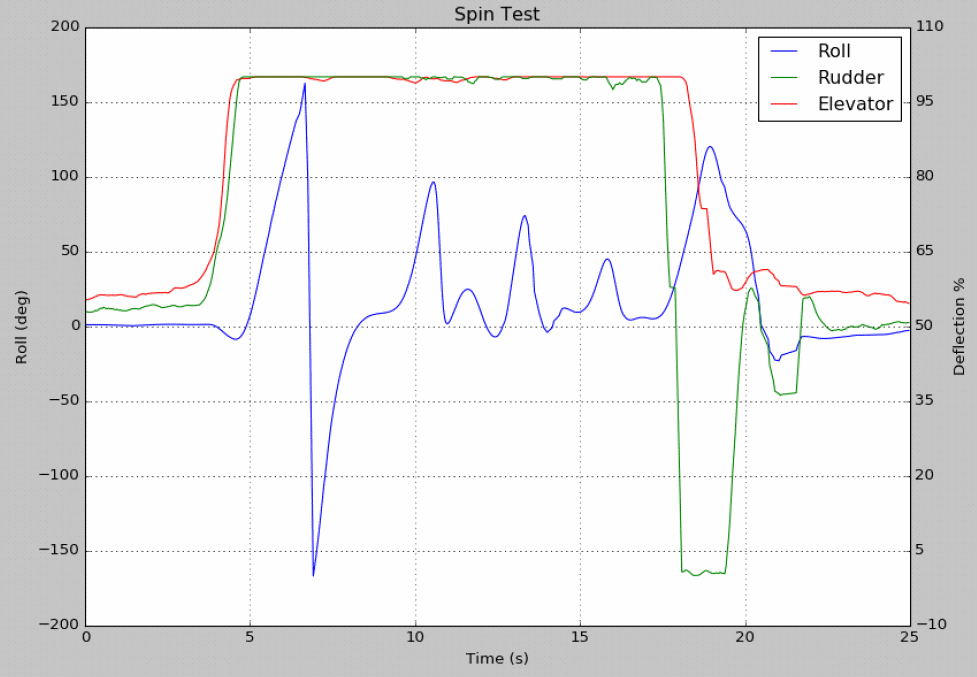 Spin Test
200
150
100
50
0
−50
−100
−150
−200
Roll (deg)
110
95
80
65
50
35
20
5
−10
Deflection %
Roll
Rudder
Elevator
0 5 10 15 20 25
Time (s)